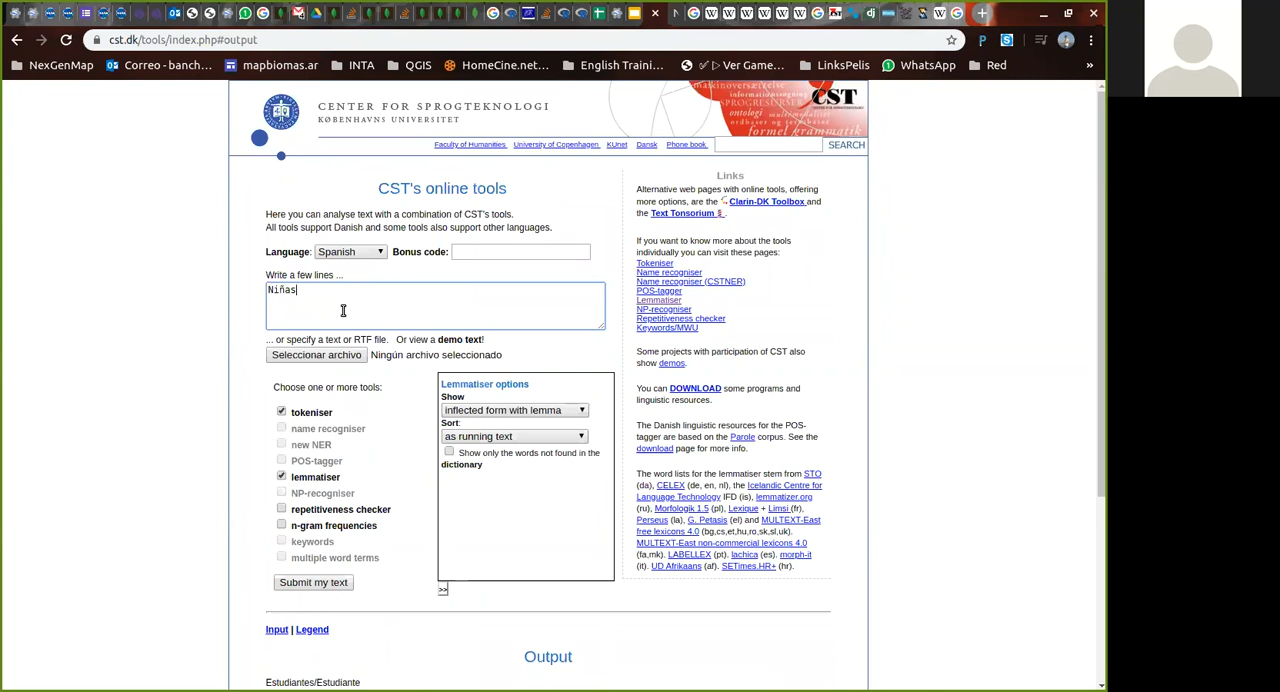 cst.dk/tools/index.php#output
NexGenMap
Correo - banch...
mapbiomas.ar
INTA
QGIS
HomeCine.net...
English Traini...
✅ ▷ Ver Game...
LinksPelis
WhatsApp
Red
»
CENTER FOR SPROGTEKNOLOGI
KØBENHAVNS UNIVERSITET
maskinoversættelse
SPROGRESURSER
ontologi
ordbaser og termbaser
formel grammatik
CST
Faculty of Humanities University of Copenhagen KUnet Dansk Phone book SEARCH
CST's online tools
Here you can analyse text with a combination of CST's tools.
All tools support Danish and some tools also support other languages.
Language: Spanish Bonus code:
Write a few lines ...
Niñas
... or specify a text or RTF file. Or view a demo text!
Seleccionar archivo Ningún archivo seleccionado
Choose one or more tools:
tokeniser
name recogniser
new NER
POS-tagger
lemmatiser
NP-recogniser
repetitiveness checker
n-gram frequencies
keywords
multiple word terms
Submit my text
Lemmatiser options
Show
inflected form with lemma
Sort:
as running text
Show only the words not found in the
dictionary
>>
Links
Alternative web pages with online tools, offering
more options, are the Clarin-DK Toolbox and
the Text Tonsorium.
If you want to know more about the tools
individually you can visit these pages:
Tokeniser
Name recogniser
Name recogniser (CSTNER)
POS-tagger
Lemmatiser
NP-recogniser
Repetitiveness checker
Keywords/MWU
Some projects with participation of CST also
show demos.
You can DOWNLOAD some programs and
linguistic resources.
The Danish linguistic resources for the POS-
tagger are based on the Parole corpus. See the
download page for more info.
The word lists for the lemmatiser stem from STO
(da), CELEX (de, en, nl), the Icelandic Centre for
Language Technology IFD (is), lemmatizer.org
(ru), Morfologik 1.5 (pl), Lexique + Limsi (fr),
Perseus (la), G. Petasis (el) and MULTEXT-East
free lexicons 4.0 (bg,cs,et,hu,ro,sk,sl,uk).
MULTEXT-East non-commercial lexicons 4.0
(fa,mk). LABELLEX (pt). lachica (es). morph-it
(it). UD Afrikaans (af). SETimes.HR+ (hr).
Input | Legend
Output
Estudiantes/Estudiante